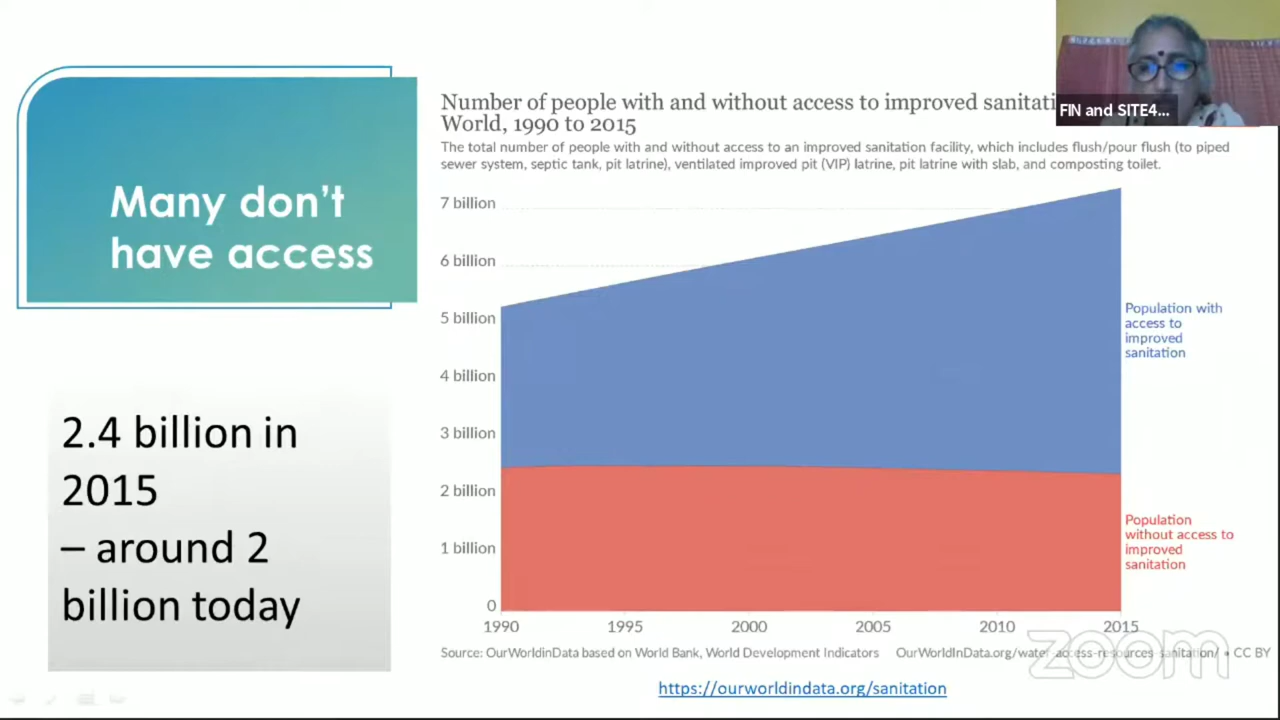 FIN and SITE4...
Many don't
have access
2.4 billion in
2015
– around 2
billion today
Number of people with and without access to improved sanitati
World, 1990 to 2015
The total number of people with and without access to an improved sanitation facility, which includes flush/pour flush (to piped
sewer system, septic tank, pit latrine), ventilated improved pit (VIP) latrine, pit latrine with slab, and composting toilet.
7 billion
6 billion
5 billion
4 billion
3 billion
2 billion
1 billion
0
1990 1995 2000 2005 2010 2015
Population with
access to
improved
sanitation
Population
without access to
improved
sanitation
Source: OurWorldinData based on World Bank, World Development Indicators OurWorldInData.org/water-access-resources-sanitation/ • CC BY
https://ourworldindata.org/sanitation
zoom